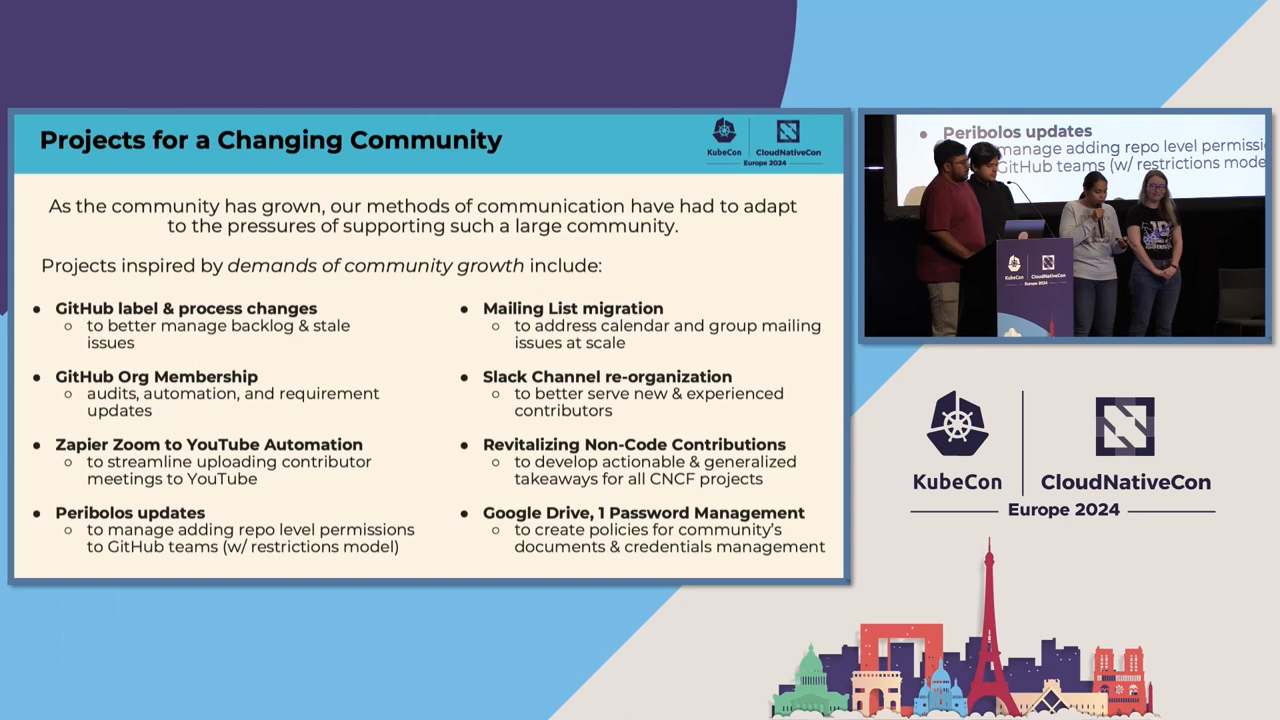 Projects for a Changing Community
KubeCon
CloudNativeCon
Europe 2024
As the community has grown, our methods of communication have had to adapt
to the pressures of supporting such a large community.
Projects inspired by demands of community growth include:
● GitHub label & process changes
○ to better manage backlog & stale
issues
● GitHub Org Membership
○ audits, automation, and requirement
updates
● Zapier Zoom to YouTube Automation
○ to streamline uploading contributor
meetings to YouTube
● Peribolos updates
○ to manage adding repo level permissions
to GitHub teams (w/ restrictions model)
● Mailing List migration
○ to address calendar and group mailing
issues at scale
● Slack Channel re-organization
○ to better serve new & experienced
contributors
● Revitalizing Non-Code Contributions
○ to develop actionable & generalized
takeaways for all CNCF projects
● Google Drive, 1 Password Management
○ to create policies for community's
documents & credentials management
● Peribolos updates
manage adding repo level permissi
GitHub teams (w/ restrictions mode
KubeCon
CloudNativeCon
Europe 2024
KubeCon
CloudNativeCon
Europe 2024